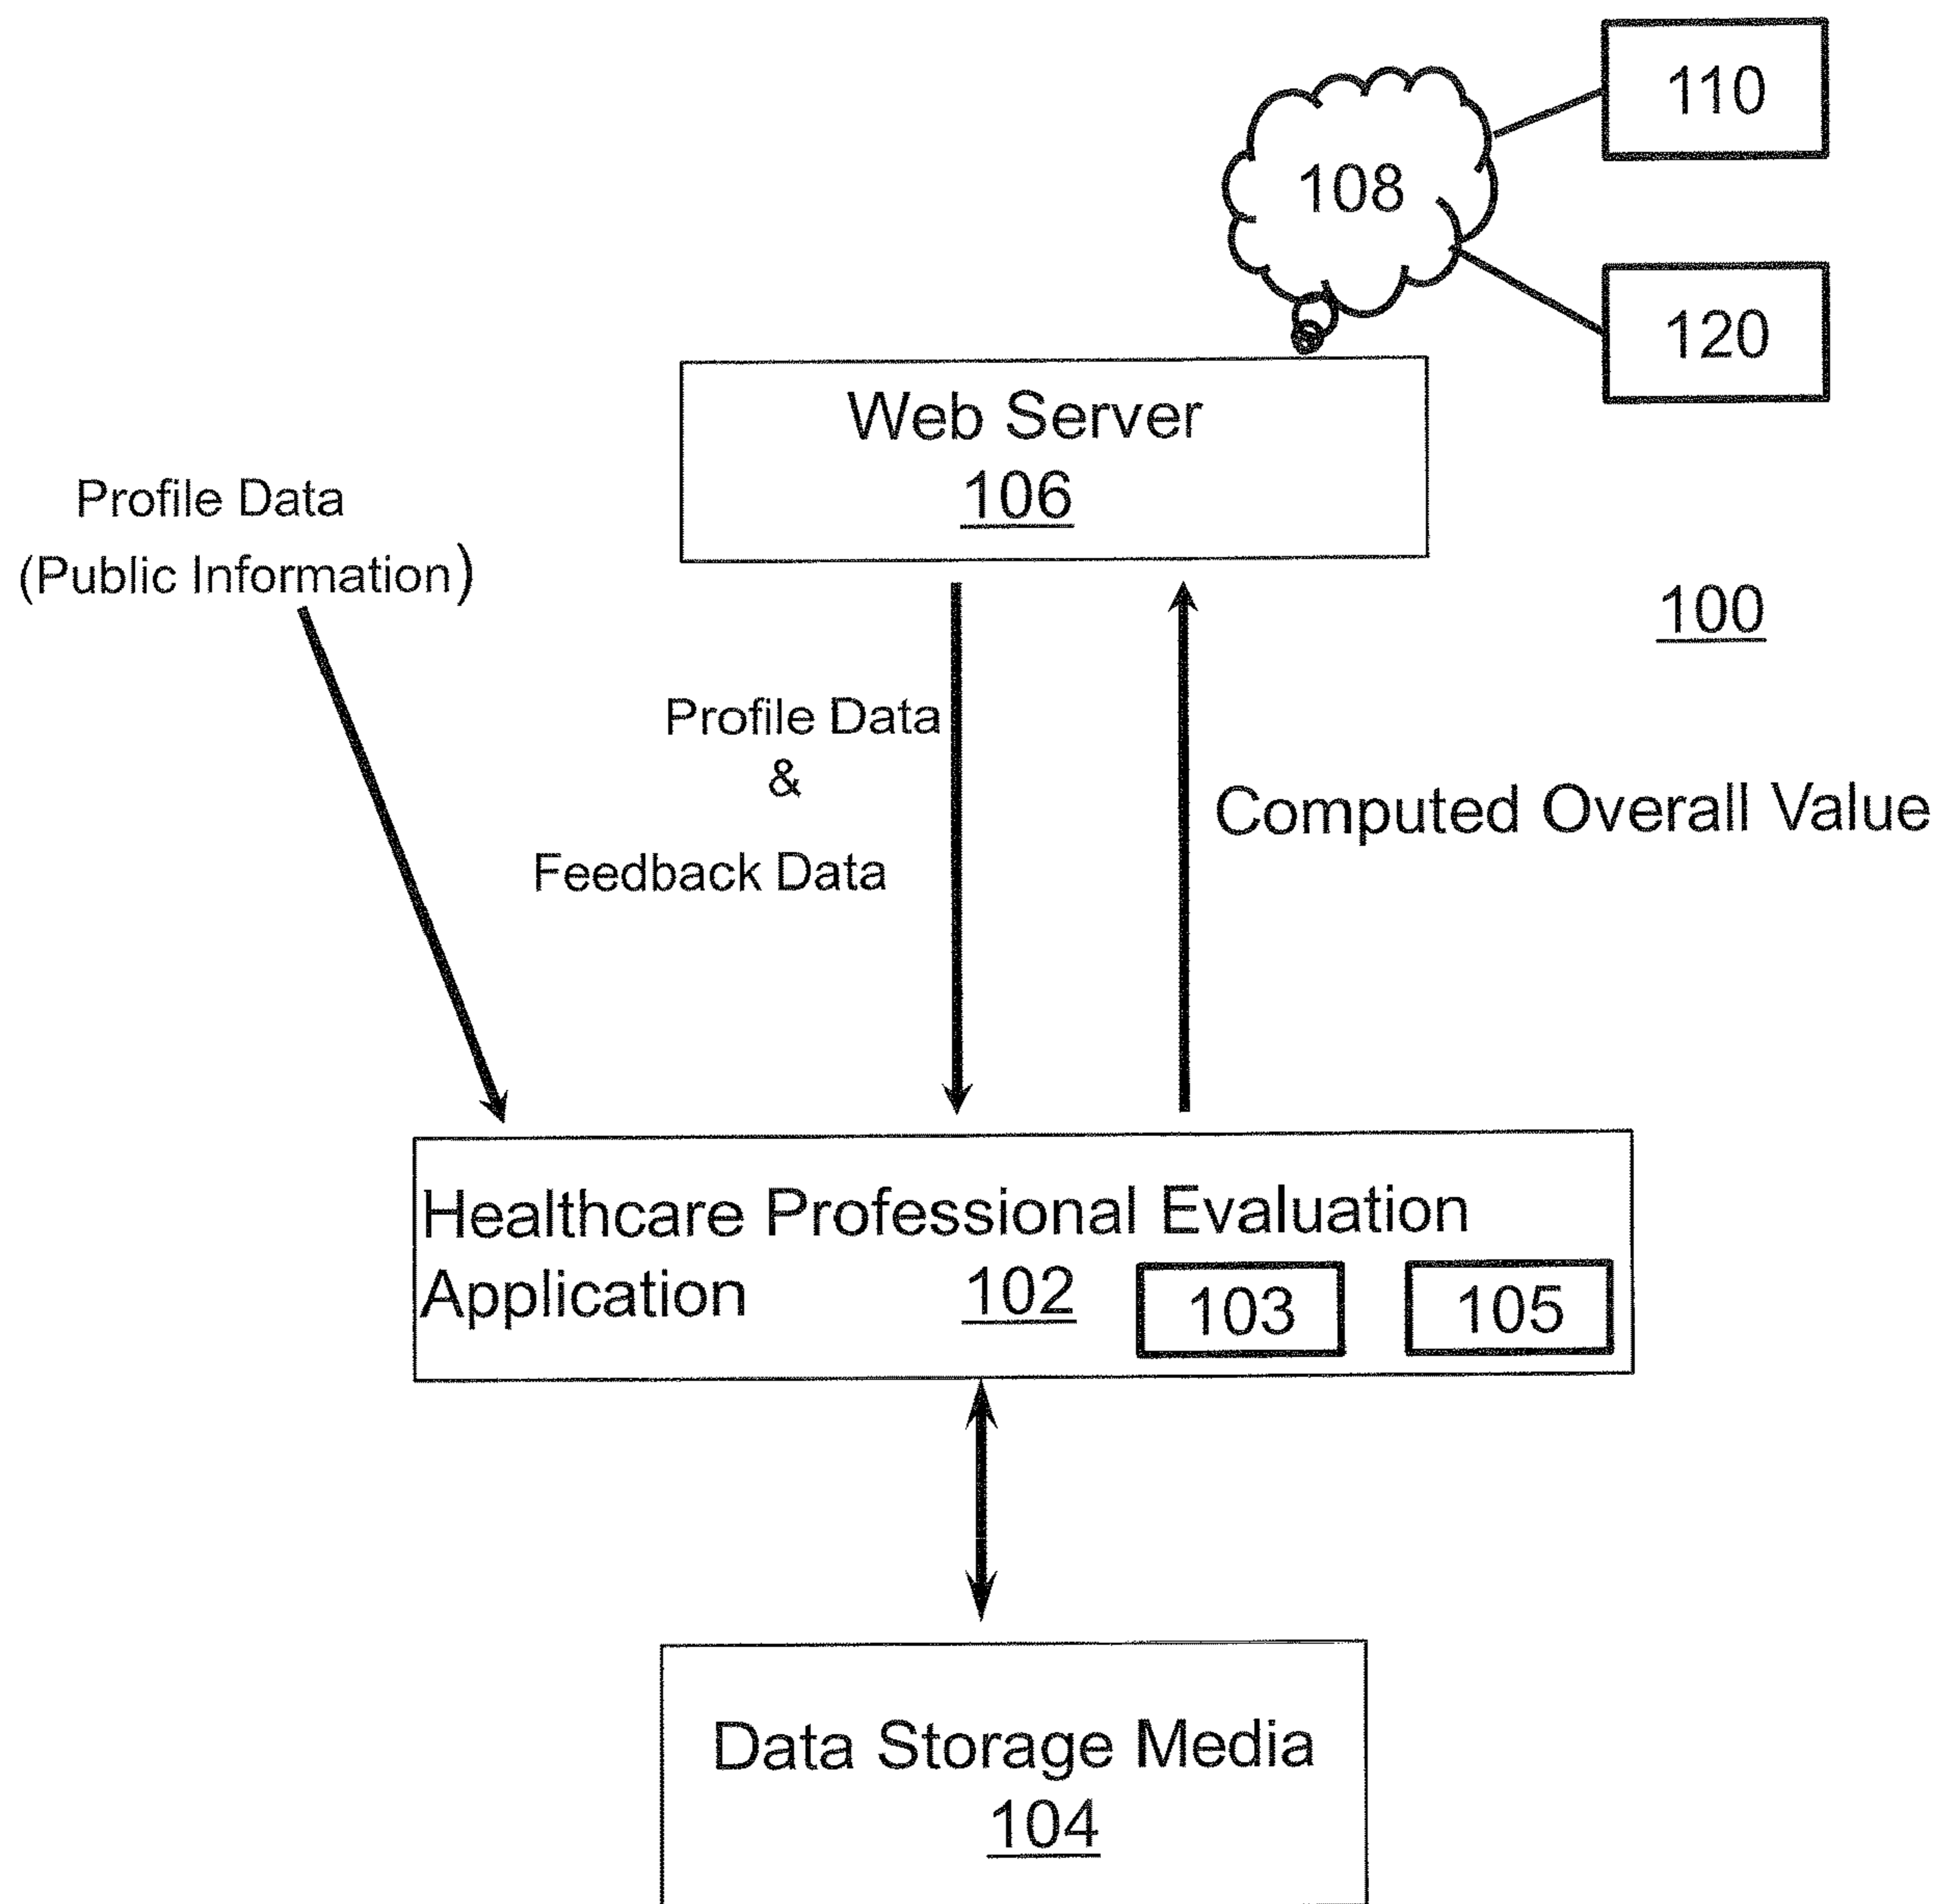 110
108
120
Web Server
106
Profile Data
(Public Information)
100
Profile Data
&
Feedback Data
Computed Overall Value
Healthcare Professional Evaluation
Application 102 103 105
Data Storage Media
104